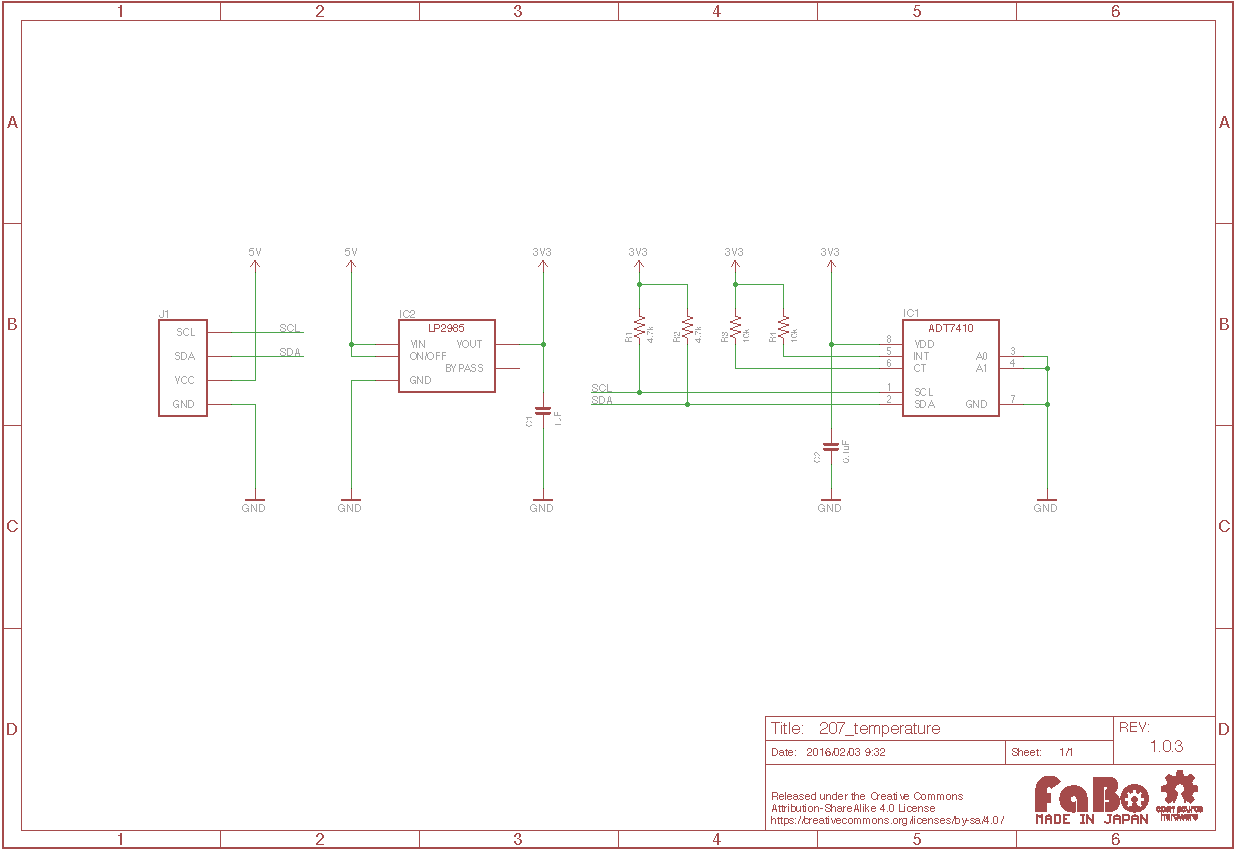 1 2 3 4 5 6
A A
5V 5V 3V3 3V3 3V3 3V3
J1 IC2 IC1
B B
SCL SCL LP2985 ADT7410
VIN VOUT R1 4.7k R2 4.7k R3 10k R4 10k 8 VDD
SDA SDA ON/OFF 5 INT A0 3
BYPASS 6 CT A1 4
VCC GND
SCL 1 SCL
GND SDA 2 SDA GND 7
C1 1uF
C2 0.1uF
GND GND GND GND GND
C C
Title: 207_temperature REV:
D D
1.0.3
Date: 2016/02/03 9:32 Sheet: 1/1
Released under the Creative Commons
Attribution-ShareAlike 4.0 License
https://creativecommons.org/licenses/by-sa/4.0/
FaBo
MADE IN JAPAN
open source
hardware
1 2 3 4 5 6